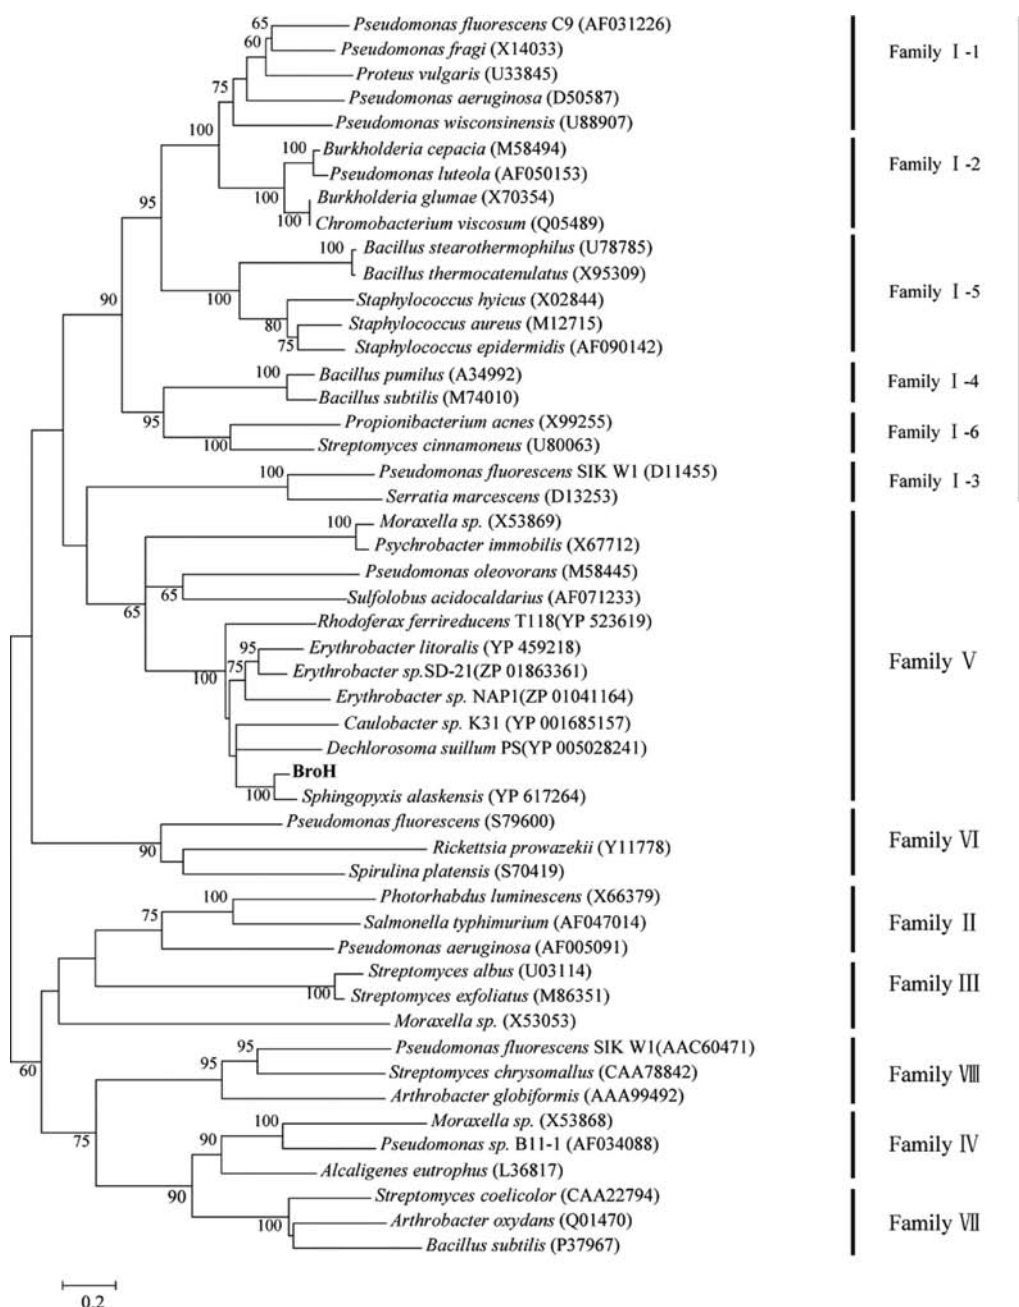 65
Pseudomonas fluorescens C9 (AF031226)
60
Pseudomonas fragi (X14033)
Family Ⅰ-1
Proteus vulgaris (U33845)
75
Pseudomonas aeruginosa (D50587)
100
Pseudomonas wisconsinensis (U88907)
100
Burkholderia cepacia (M58494)
Family Ⅰ-2
Pseudomonas luteola (AF050153)
100
Burkholderia glumae (X70354)
95
100
Chromobacterium viscosum (Q05489)
100
Bacillus stearothermophilus (U78785)
Bacillus thermocatenulatus (X95309)
100
Family Ⅰ-5
90
Staphylococcus hyicus (X02844)
80
Staphylococcus aureus (M12715)
75
Staphylococcus epidermidis (AF090142)
100
Bacillus pumilus (A34992)
Family Ⅰ-4
Bacillus subtilis (M74010)
95
Propionibacterium acnes (X99255)
Family Ⅰ-6
100
Streptomyces cinnamoneus (U80063)
100
Pseudomonas fluorescens SIK W1 (D11455)
Family Ⅰ-3
Serratia marcescens (D13253)
100
Moraxella sp. (X53869)
Psychrobacter immobilis (X67712)
Pseudomonas oleovorans (M58445)
65
Sulfolobus acidocaldarius (AF071233)
65
Rhodoferax ferrireducens T118(YP 523619)
95
Erythrobacter litoralis (YP 459218)
Family Ⅴ
75
100
Erythrobacter sp.SD-21(ZP 01863361)
Erythrobacter sp. NAP1(ZP 01041164)
Caulobacter sp. K31 (YP 001685157)
Dechlorosoma suillum PS(YP 005028241)
BroH
100
Sphingopyxis alaskensis (YP 617264)
Pseudomonas fluorescens (S79600)
Family Ⅵ
90
Rickettsia prowazekii (Y11778)
Spirulina platensis (S70419)
100
Photorhabdus luminescens (X66379)
75
Salmonella typhimurium (AF047014)
Family Ⅱ
Pseudomonas aeruginosa (AF005091)
Streptomyces albus (U03114)
Family Ⅲ
100
Streptomyces exfoliatus (M86351)
Moraxella sp. (X53053)
95
Pseudomonas fluorescens SIK W1(AAC60471)
60
95
Streptomyces chrysomallus (CAA78842)
Family Ⅷ
Arthrobacter globiformis (AAA99492)
100
Moraxella sp. (X53868)
75
90
Pseudomonas sp. B11-1 (AF034088)
Family Ⅳ
Alcaligenes eutrophus (L36817)
90
Streptomyces coelicolor (CAA22794)
100
Arthrobacter oxydans (Q01470)
Family Ⅶ
Bacillus subtilis (P37967)
0.2